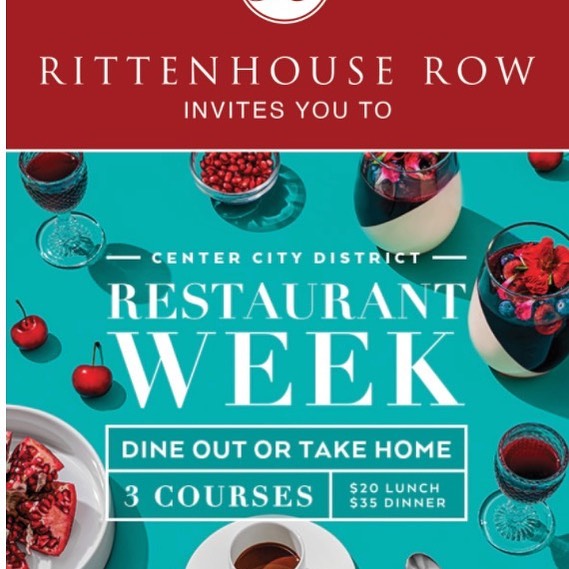 RITTENHOUSE ROW
INVITES YOU TO
CENTER CITY DISTRICT
RESTAURANT
WEEK
DINE OUT OR TAKE HOME
3 COURSES
$20 LUNCH
$35 DINNER